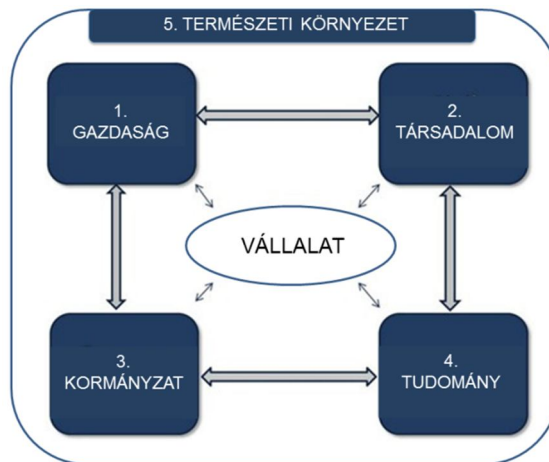 5. TERMÉSZETI KÖRNYEZET
1.
GAZDASÁG
2.
TÁRSADALOM
VÁLLALAT
3.
KORMÁNYZAT
4.
TUDOMÁNY